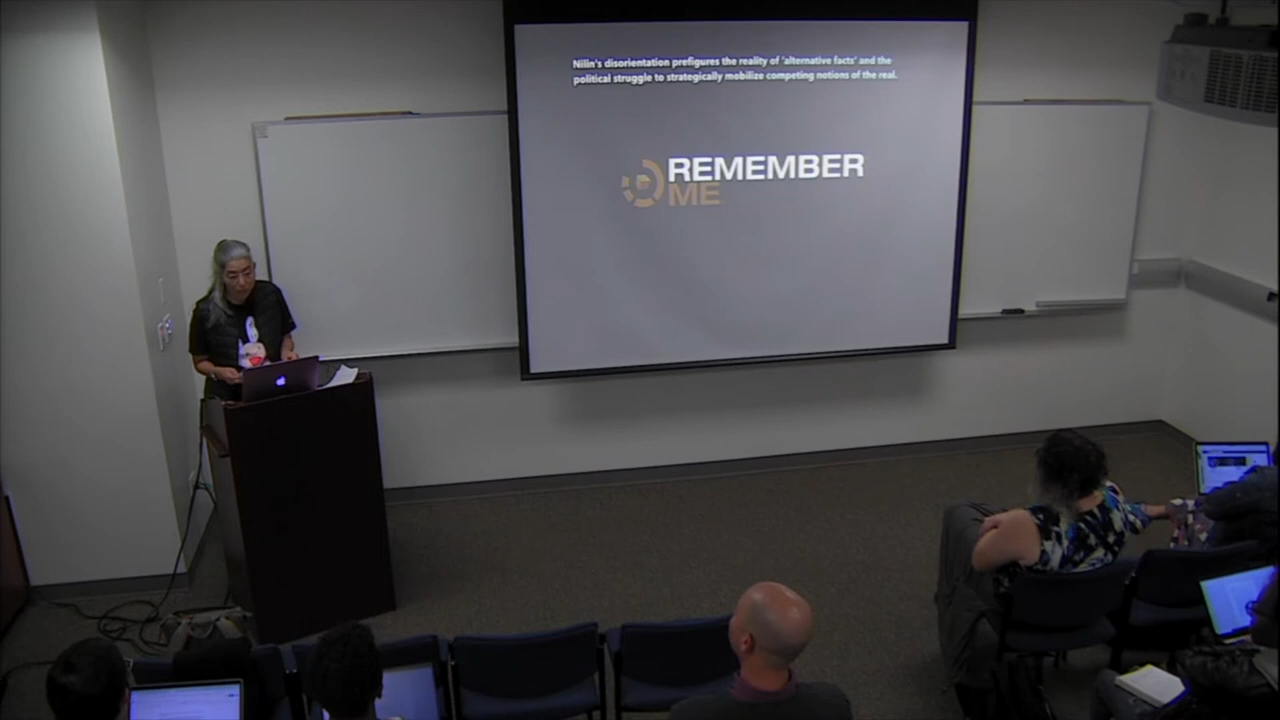 Nilin's disorientation prefigures the reality of 'alternative facts' and the
political struggle to strategically mobilize competing notions of the real.
REMEMBER
ME